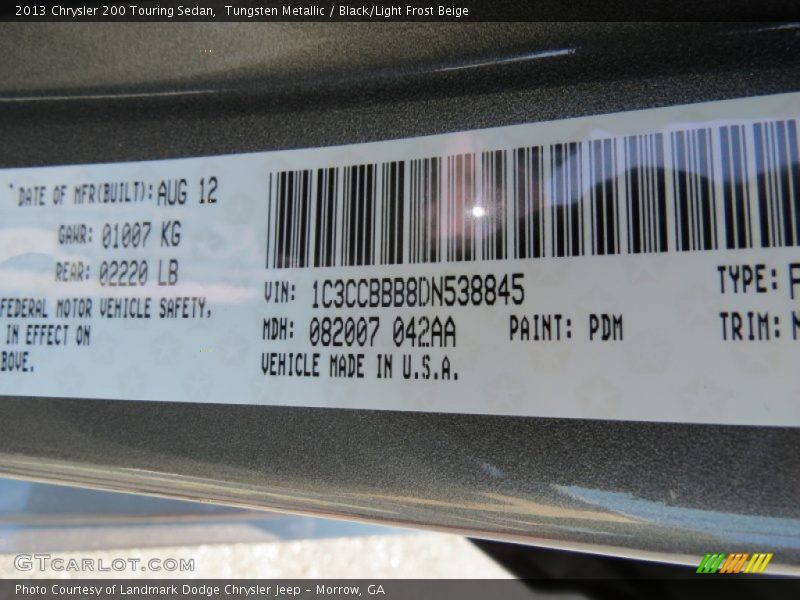 2013 Chrysler 200 Touring Sedan, Tungsten Metallic / Black/Light Frost Beige
DATE OF MFR(BUILT): AUG 12
GAWR: 01007 KG
REAR: 02220 LB
FEDERAL MOTOR VEHICLE SAFETY,
IN EFFECT ON
BOVE.
VIN: 1C3CCBBB8DN538845
MDH: 082007 042AA PAINT: PDM
VEHICLE MADE IN U.S.A.
TYPE:
TRIM:
GTCARLOT.COM
Photo Courtesy of Landmark Dodge Chrysler Jeep – Morrow, GA